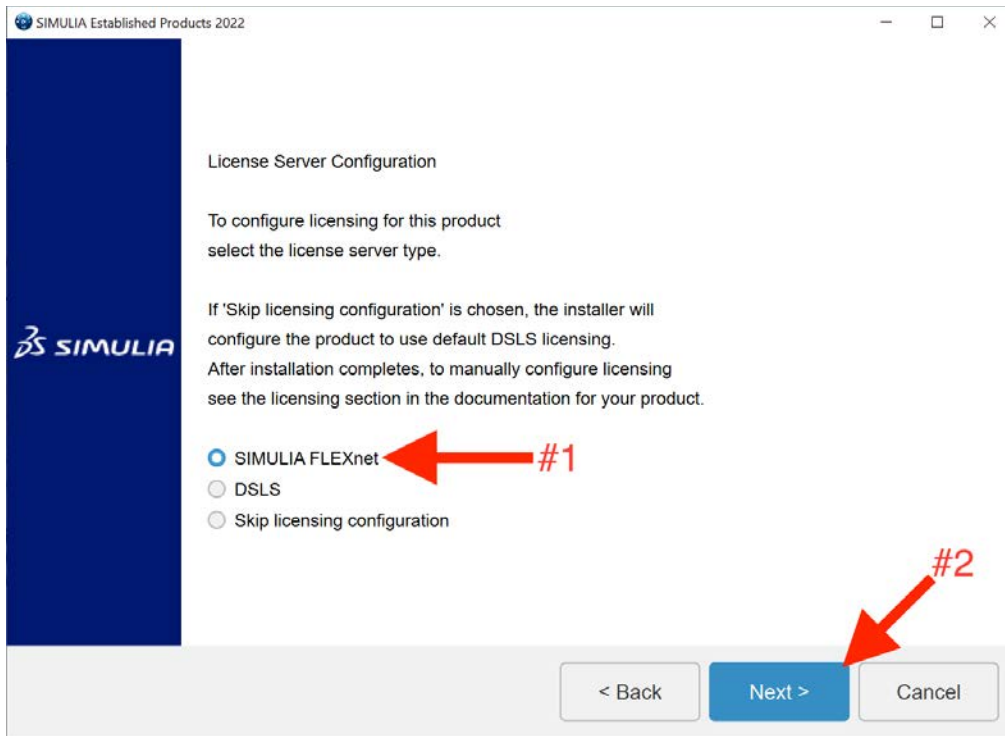 SIMULIA Established Products 2022
License Server Configuration
To configure licensing for this product
select the license server type.
If 'Skip licensing configuration' is chosen, the installer will
configure the product to use default DSLS licensing.
After installation completes, to manually configure licensing
see the licensing section in the documentation for your product.
3S SIMULIA
SIMULIA FLEXnet #1
DSLS
Skip licensing configuration
#2
< Back Next > Cancel